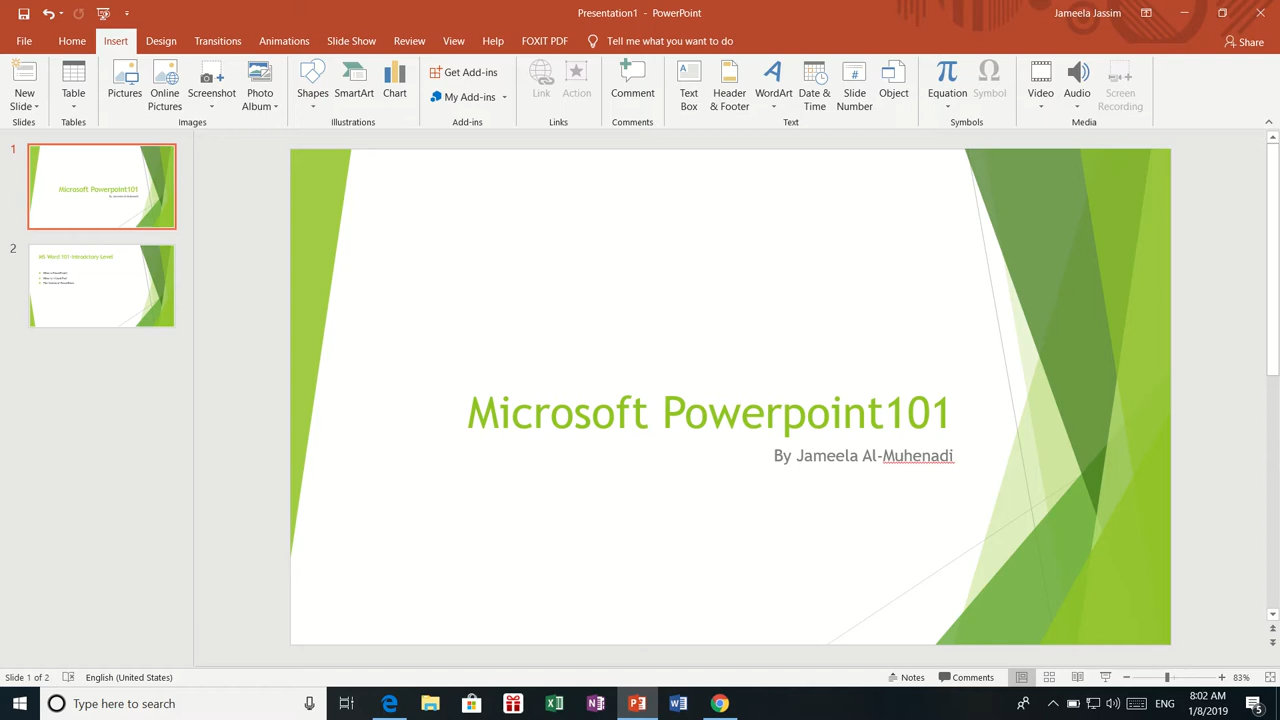 Presentation1 - PowerPoint
Jameela Jassim
File Home Insert Design Transitions Animations Slide Show Review View Help FOXIT PDF Tell me what you want to do Share
New Slide
Table
Pictures
Online Pictures
Screenshot
Photo Album
Shapes
SmartArt
Chart
Get Add-ins
My Add-ins
Link
Action
Comment
Text Box
Header & Footer
WordArt
Date & Time
Slide Number
Object
Equation
Symbol
Video
Audio
Screen Recording
Slides Tables Images Illustrations Add-ins Links Comments Text Symbols Media
1
Microsoft Powerpoint101
2
Microsoft Powerpoint101
By Jameela Al-Muhenadi
Slide 1 of 2 English (United States) Notes Comments 83%
Type here to search
ENG
8:02 AM
1/8/2019
5